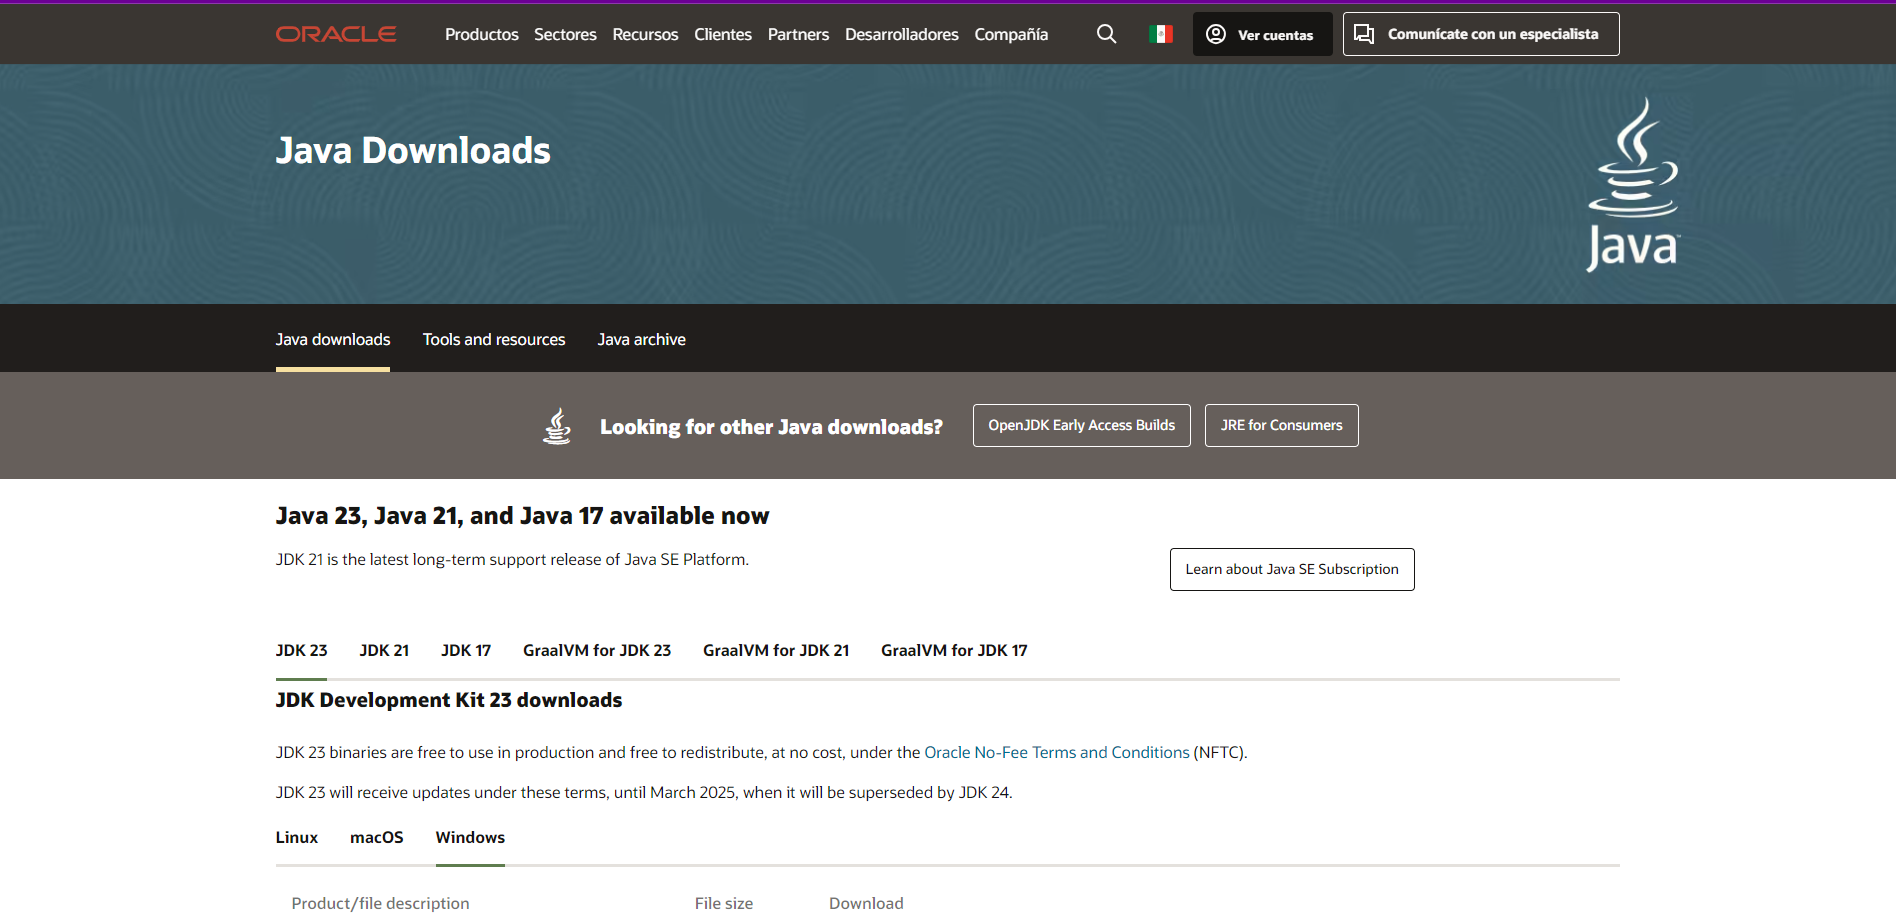 ORACLE Productos Sectores Recursos Clientes Partners Desarrolladores Compañía Ver cuentas Comunícate con un especialista
Java Downloads
Java™
Java downloads Tools and resources Java archive
Looking for other Java downloads? OpenJDK Early Access Builds JRE for Consumers
Java 23, Java 21, and Java 17 available now
JDK 21 is the latest long-term support release of Java SE Platform.
Learn about Java SE Subscription
JDK 23 JDK 21 JDK 17 GraalVM for JDK 23 GraalVM for JDK 21 GraalVM for JDK 17
JDK Development Kit 23 downloads
JDK 23 binaries are free to use in production and free to redistribute, at no cost, under the Oracle No-Fee Terms and Conditions (NFTC).
JDK 23 will receive updates under these terms, until March 2025, when it will be superseded by JDK 24.
Linux macOS Windows
Product/file description File size Download